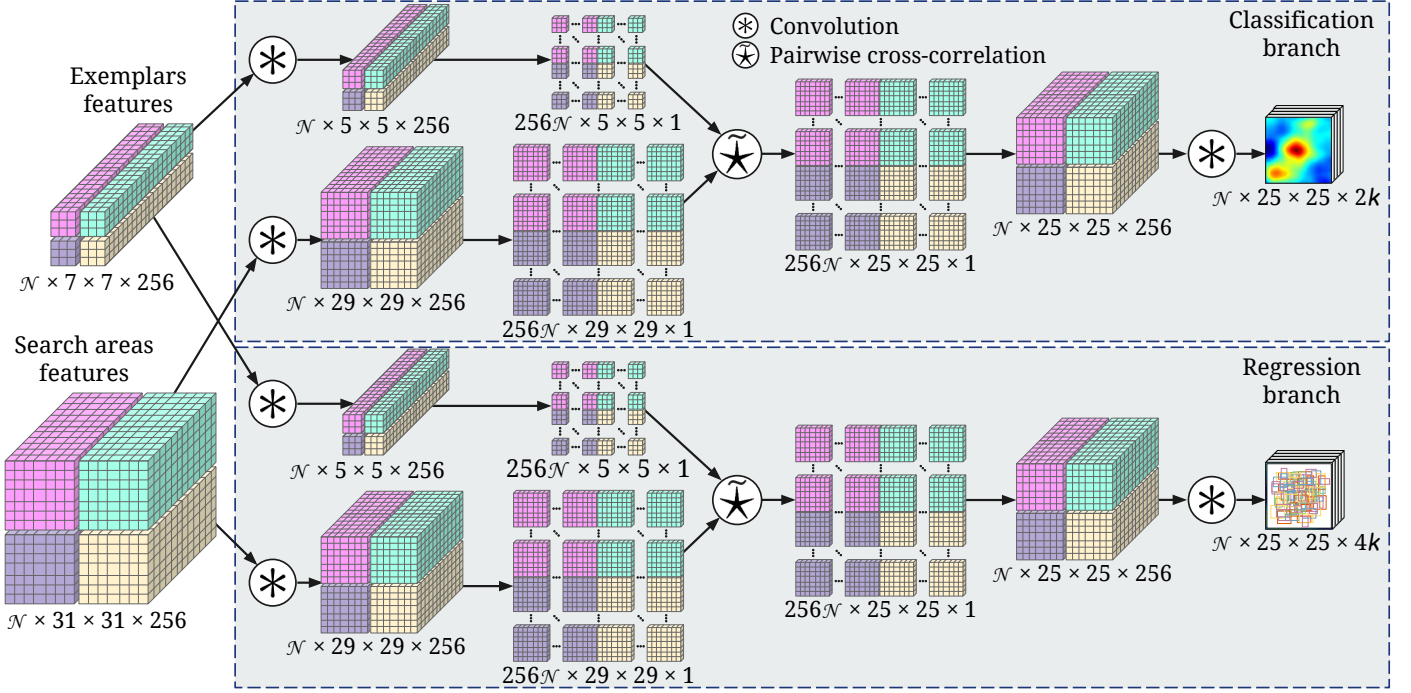 Convolution
Pairwise cross-correlation
Classification
branch
Exemplars
features
𝒩 × 7 × 7 × 256
𝒩 × 5 × 5 × 256
256𝒩 × 5 × 5 × 1
𝒩 × 29 × 29 × 256
256𝒩 × 29 × 29 × 1
256𝒩 × 25 × 25 × 1
𝒩 × 25 × 25 × 256
𝒩 × 25 × 25 × 2k
Search areas
features
𝒩 × 31 × 31 × 256
Regression
branch
𝒩 × 5 × 5 × 256
256𝒩 × 5 × 5 × 1
𝒩 × 29 × 29 × 256
256𝒩 × 29 × 29 × 1
256𝒩 × 25 × 25 × 1
𝒩 × 25 × 25 × 256
𝒩 × 25 × 25 × 4k